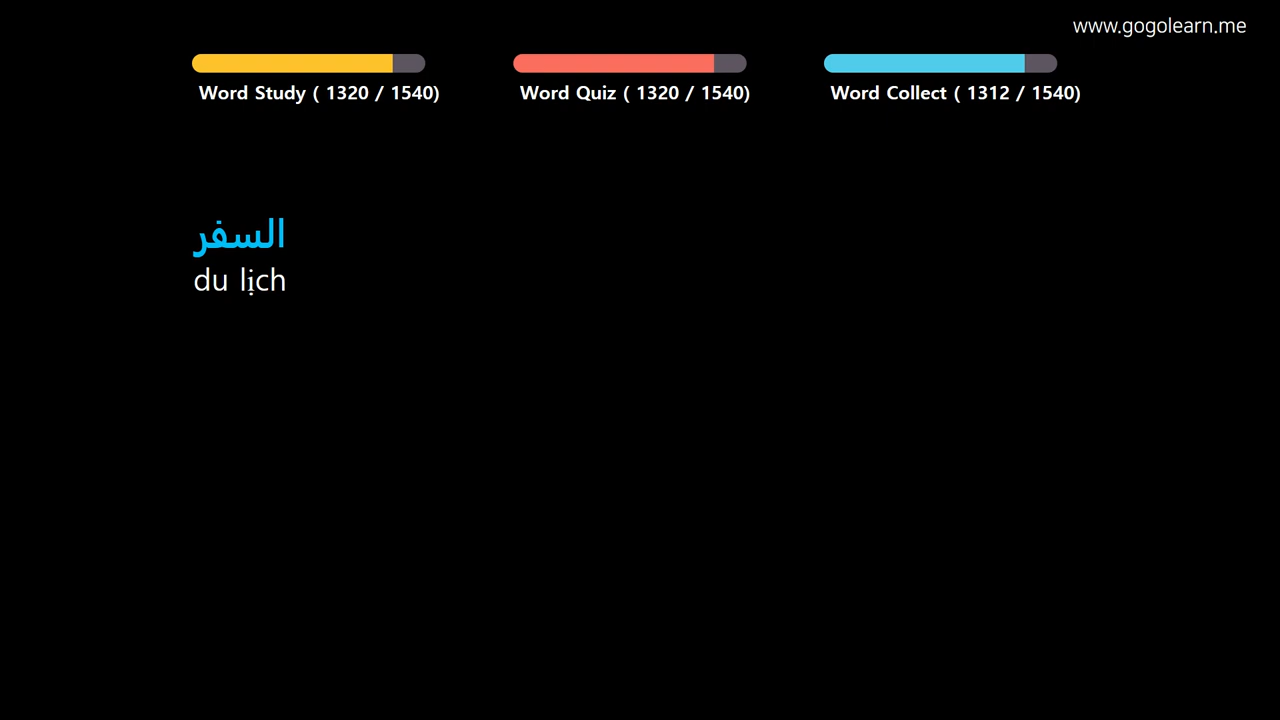 www.gogolearn.me
Word Study ( 1320 / 1540)
Word Quiz ( 1320 / 1540)
Word Collect ( 1312 / 1540)
السفر
du lịch